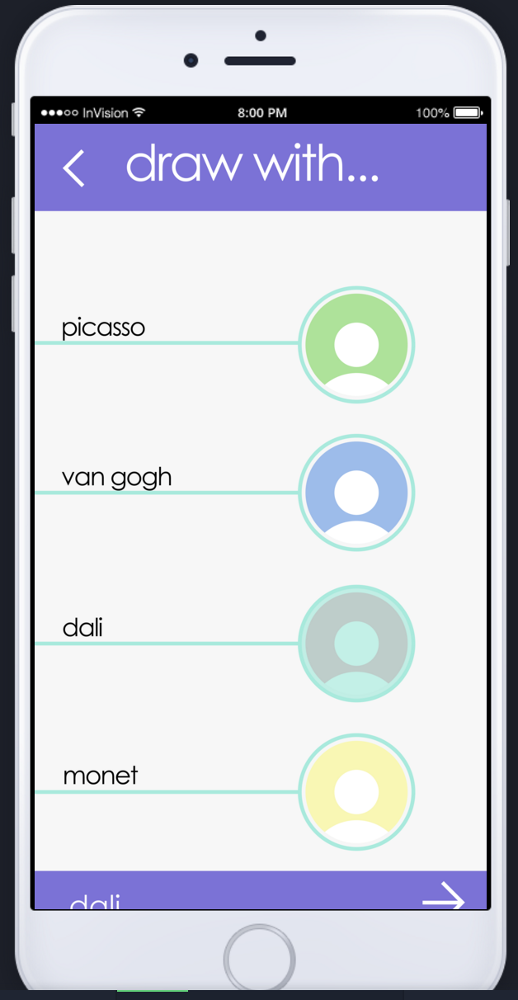 InVision 8:00 PM 100%
draw with...
picasso
van gogh
dali
monet
dali